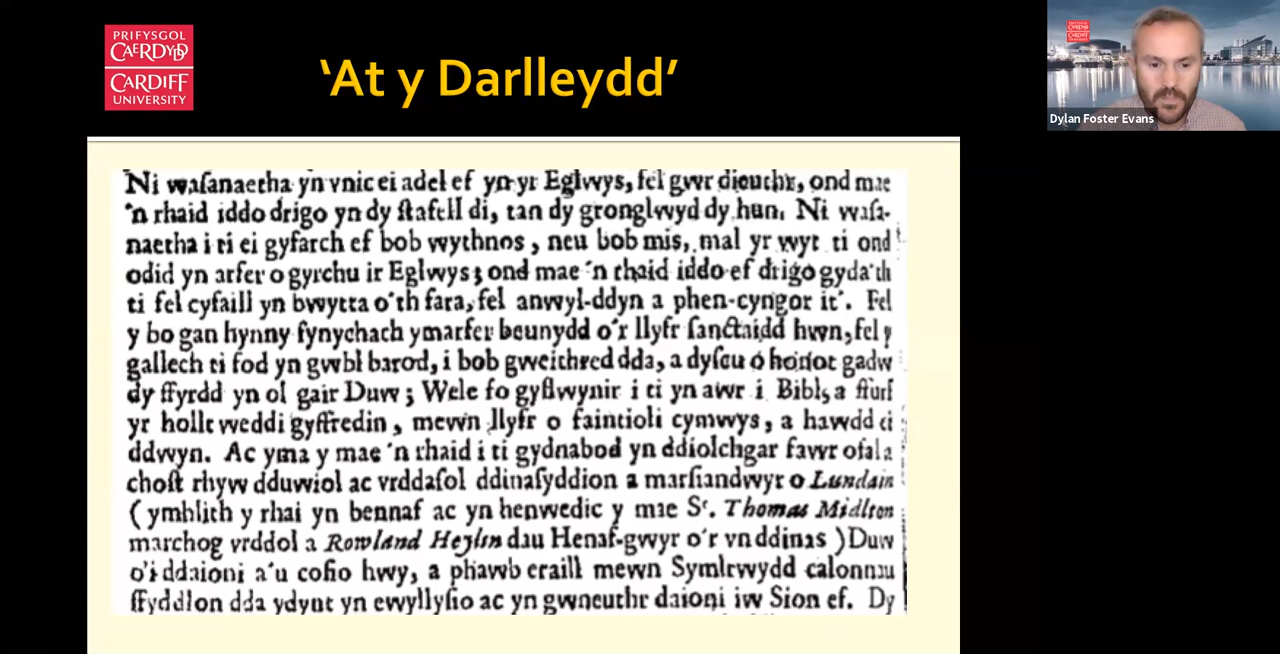 PRIFYSGOL
CAERDYDD
CARDIFF
UNIVERSITY
‘At y Darlleydd’
PRIFYSGOL
CAERDYDD
CARDIFF
UNIVERSITY
Dylan Foster Evans
Ni waſanaetha yn vnic ei adel ef yn yr Eglwys, fel gwr dieuthr, ond mae
'n rhaid iddo drigo yn dy ſtafell di, tan dy gronglwyd dy hun. Ni waſa-
naetha i ti ei gyfarch ef bob wythnos, neu bob mis, mal yr wyt ti ond
odid yn arfer o gyrchu ir Eglwys; ond mae 'n rhaid iddo ef drigo gyda'th
ti fel cyfaill yn bwytta o'th fara, fel anwyl-ddyn a phen-cyngor it'. Fel
y bo gan hynny fynychach ymarfer beunydd o'r llyfr ſanctaidd hwn, fel y
gallech ti fod yn gwbl barod, i bob gweithred dda, a dyſcu o honot gadw
dy ffyrdd yn ol gair Duw; Wele fo gyflwynir i ti yn awr i Bibl, a ffurf
yr hollt weddi gyffredin, mewn llyfr o faintioli cymwys, a hawdd ei
ddwyn. Ac yma y mae 'n rhaid i ti gydnabod yn ddiolchgar fawr ofal a
choſt rhyw dduwiol ac vrddaſol ddinaſyddion a marſiandwyr o Lundain
(ymhlith y rhai yn bennaf ac yn henwedic y mae Sr. Thomas Midlton
marchog vrddol a Rowland Heylin dau Henaf-gwyr o'r vn ddinas) Duw
o'i ddaioni a'u cofio hwy, a phawb eraill mewn Symlrwydd calonnau
ffyddlon dda ydynt yn ewyllyſio ac yn gwneuthr daioni iw Sion ef. Dy